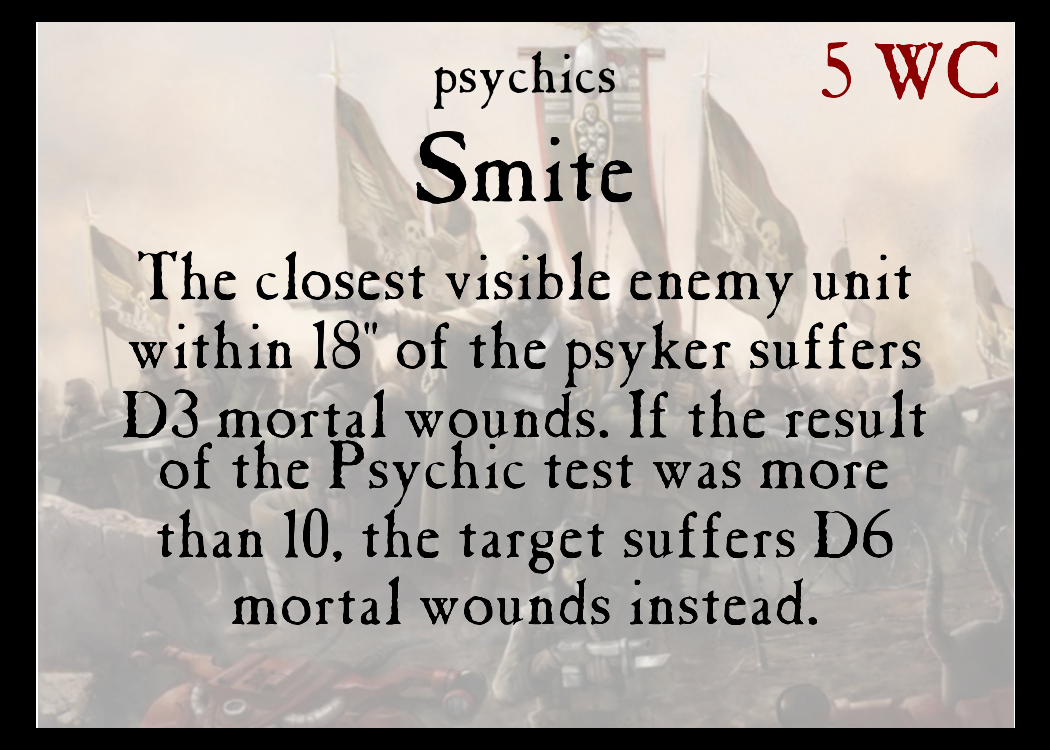 5 WC
psychics
Smite
The closest visible enemy unit
within 18" of the psyker suffers
D3 mortal wounds. If the result
of the Psychic test was more
than 10, the target suffers D6
mortal wounds instead.